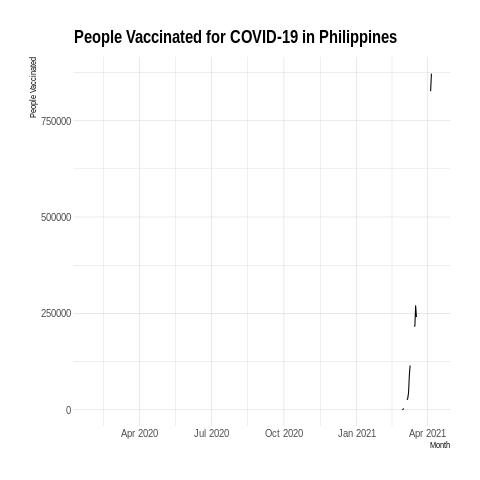 People Vaccinated for COVID-19 in Philippines
People Vaccinated
750000
500000
250000
0
Apr 2020 Jul 2020 Oct 2020 Jan 2021 Apr 2021
Month